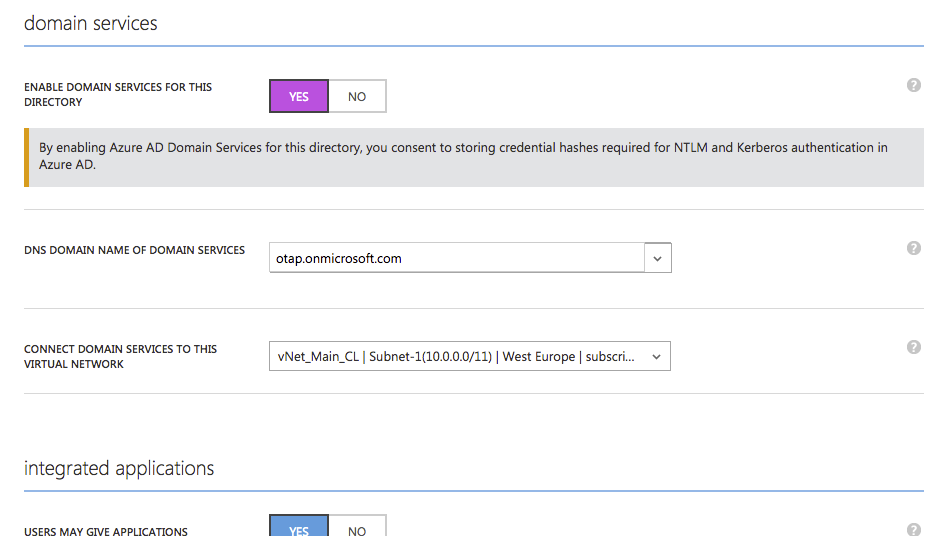 domain services
ENABLE DOMAIN SERVICES FOR THIS
DIRECTORY
YES NO
?
By enabling Azure AD Domain Services for this directory, you consent to storing credential hashes required for NTLM and Kerberos authentication in
Azure AD.
DNS DOMAIN NAME OF DOMAIN SERVICES
otap.onmicrosoft.com
?
CONNECT DOMAIN SERVICES TO THIS
VIRTUAL NETWORK
vNet_Main_CL | Subnet-1(10.0.0.0/11) | West Europe | subscri...
?
integrated applications
USERS MAY GIVE APPLICATIONS
YES NO
?